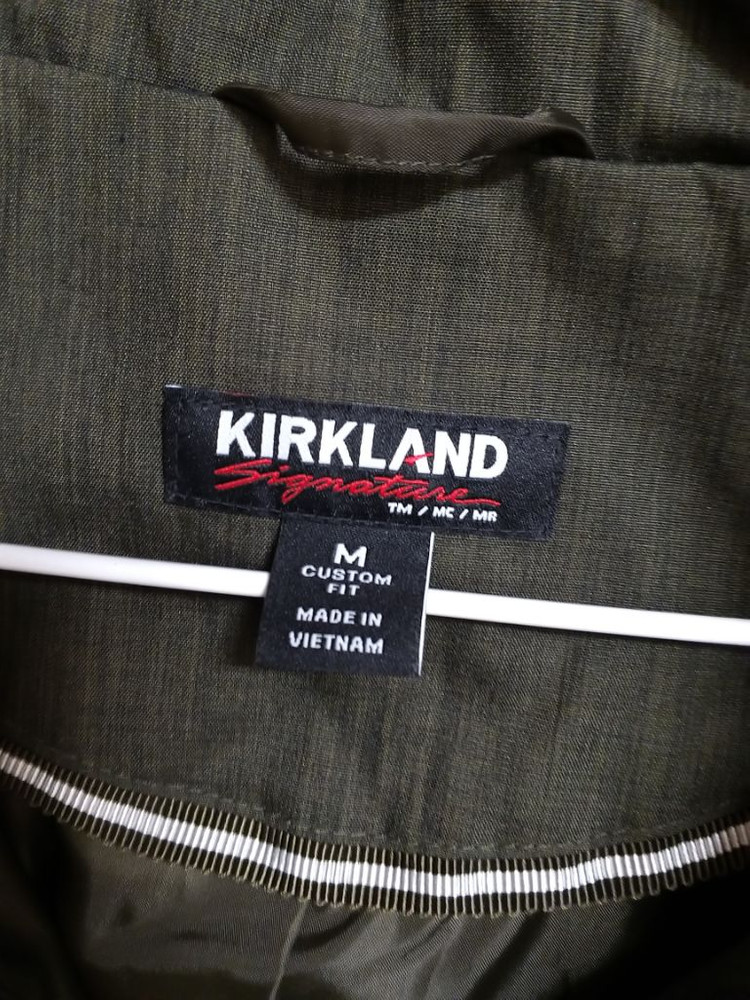 KIRKLAND
Signature
TM / MC / MR
M
CUSTOM
FIT
MADE IN
VIETNAM